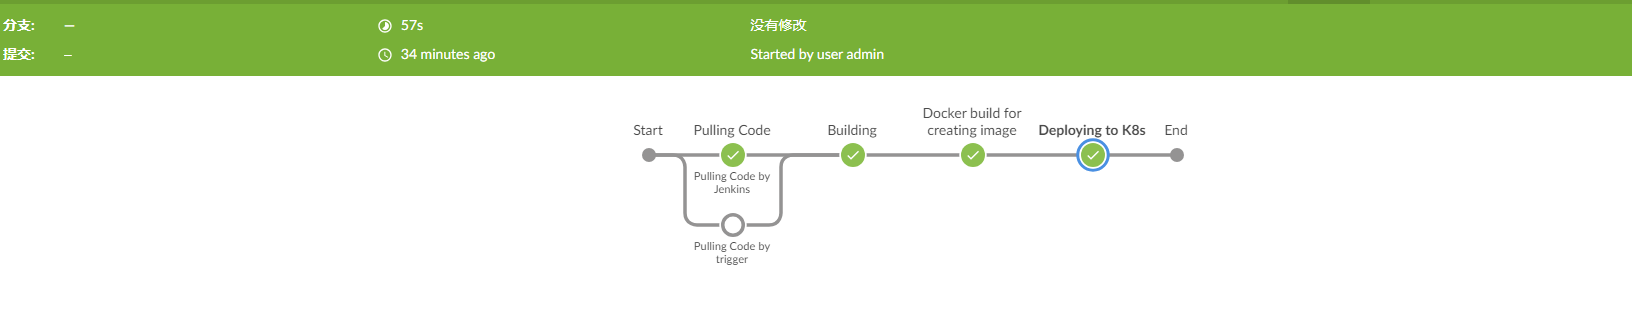 分支: —
57s
没有修改
提交: –
34 minutes ago
Started by user admin
Start
Pulling Code
Building
Docker build for
creating image
Deploying to K8s
End
Pulling Code by
Jenkins
Pulling Code by
trigger